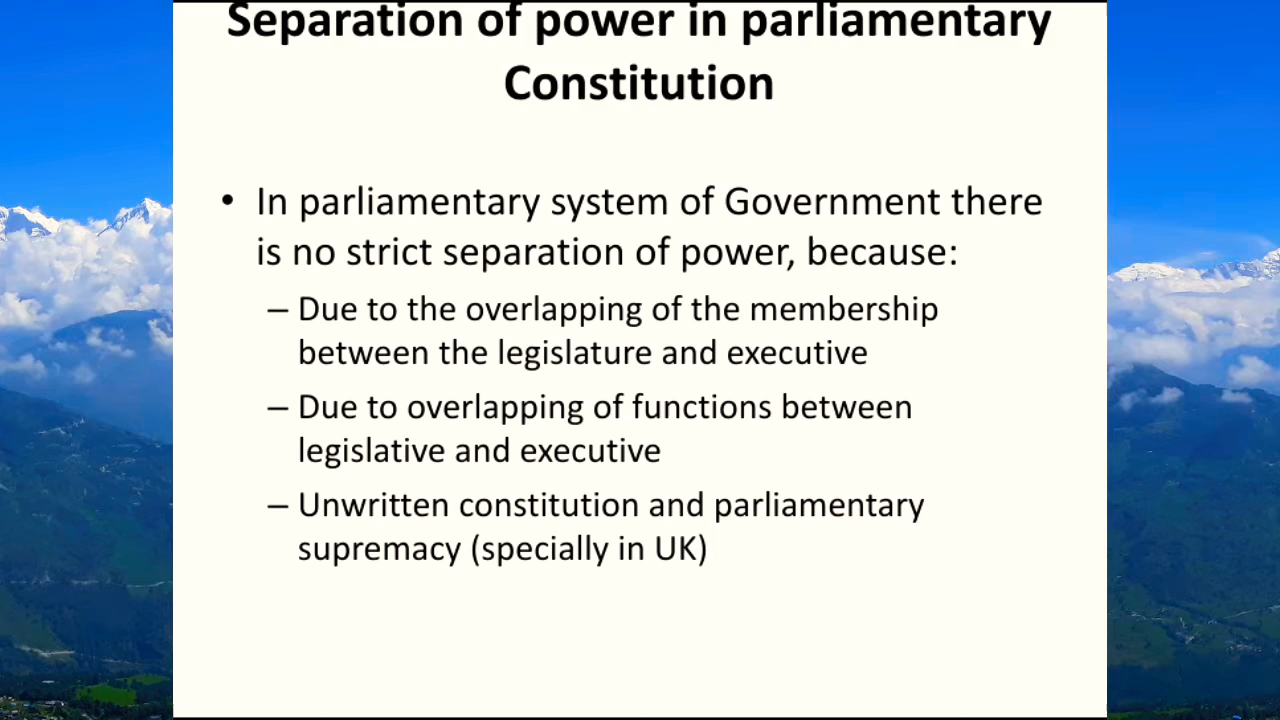 Separation of power in parliamentary
Constitution
• In parliamentary system of Government there
is no strict separation of power, because:
– Due to the overlapping of the membership
between the legislature and executive
– Due to overlapping of functions between
legislative and executive
– Unwritten constitution and parliamentary
supremacy (specially in UK)